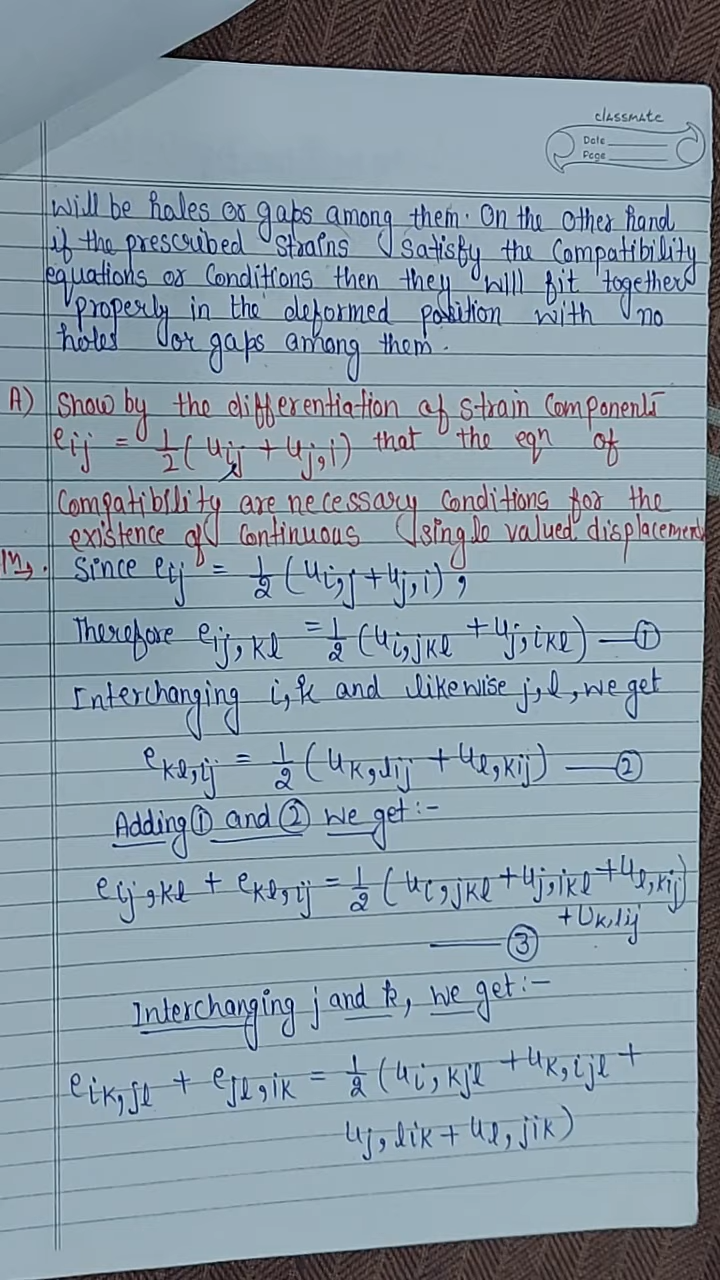 classmate
Date
Page
will be holes or gaps among them. On the other hand
if the prescribed strains satisfy the compatibility
equations or conditions then they will fit together
properly in the deformed position with no
holes or gaps among them.
A) Show by the differentiation of strain components
eij = 1/2 (ui,j + uj,i) that the eqn of
Compatibility are necessary conditions for the
existence of continuous single valued displacement
Since eij = 1/2 (ui,j + uj,i),
Therefore eij,kl = 1/2 (ui,jkl + uj,ikl) — ①
Interchanging i,k and likewise j,l, we get
ekl,ij = 1/2 (uk,lij + ul,kij) — ②
Adding ① and ② we get:-
eij,kl + ekl,ij = 1/2 (ui,jkl + uj,ikl + ul,kij)
+ uk,lij
— ③
Interchanging j and k, we get:-
eik,jl + ejl,ik = 1/2 (ui,kjl + uk,ijl +
uj,lik + ul,jik)